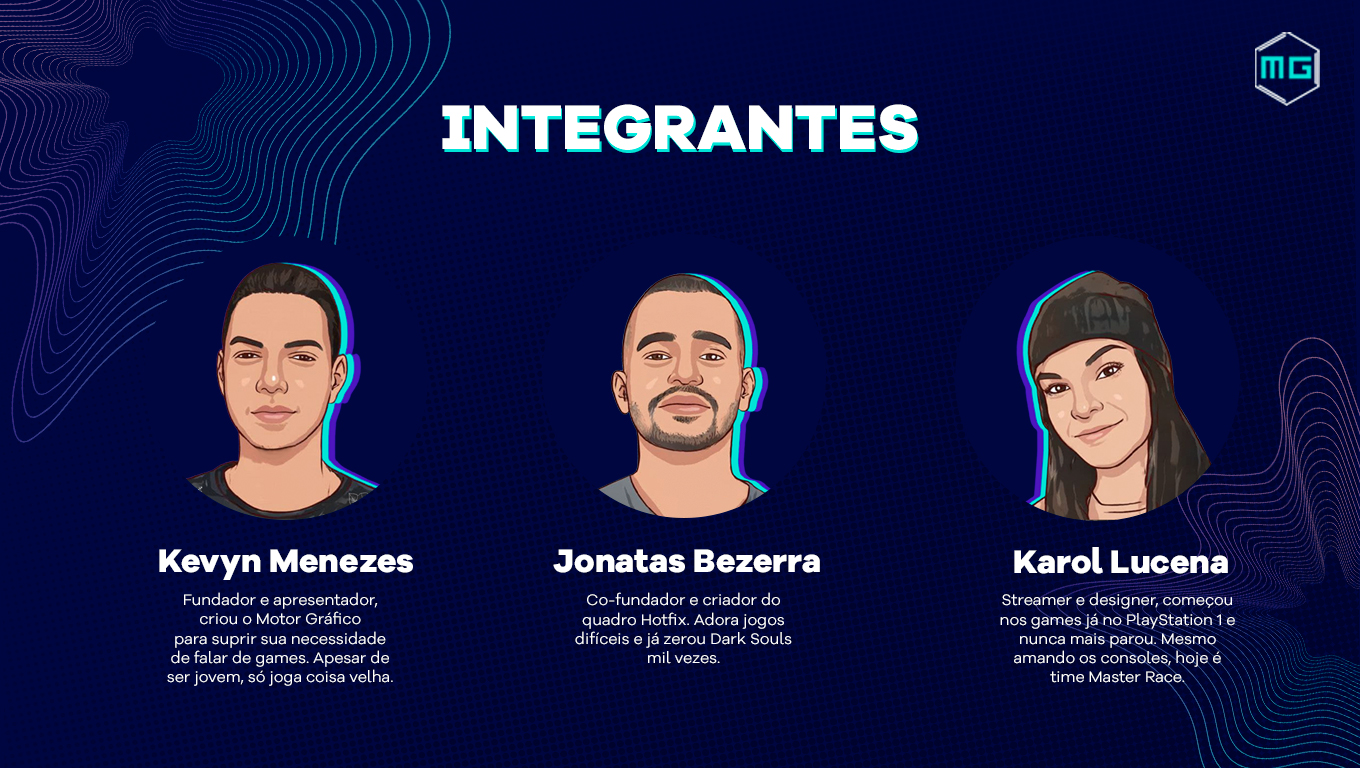 MG
INTEGRANTES
Kevyn Menezes
Fundador e apresentador,
criou o Motor Gráfico
para suprir sua necessidade
de falar de games. Apesar de
ser jovem, só joga coisa velha.
Jonatas Bezerra
Co-fundador e criador do
quadro Hotfix. Adora jogos
difíceis e já zerou Dark Souls
mil vezes.
Karol Lucena
Streamer e designer, começou
nos games já no PlayStation 1 e
nunca mais parou. Mesmo
amando os consoles, hoje é
time Master Race.